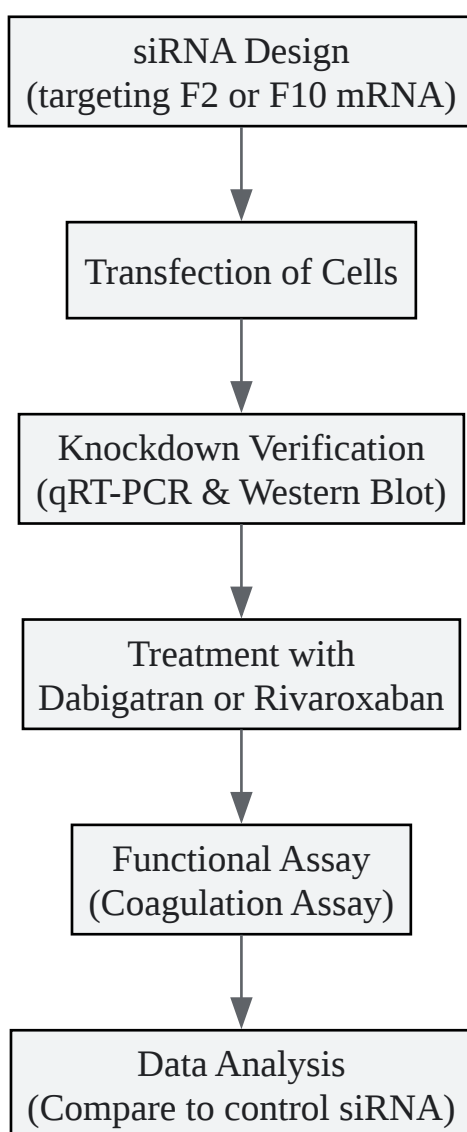 siRNA Design
(targeting F2 or F10 mRNA)
Transfection of Cells
Knockdown Verification
(qRT-PCR & Western Blot)
Treatment with
Dabigatran or Rivaroxaban
Functional Assay
(Coagulation Assay)
Data Analysis
(Compare to control siRNA)